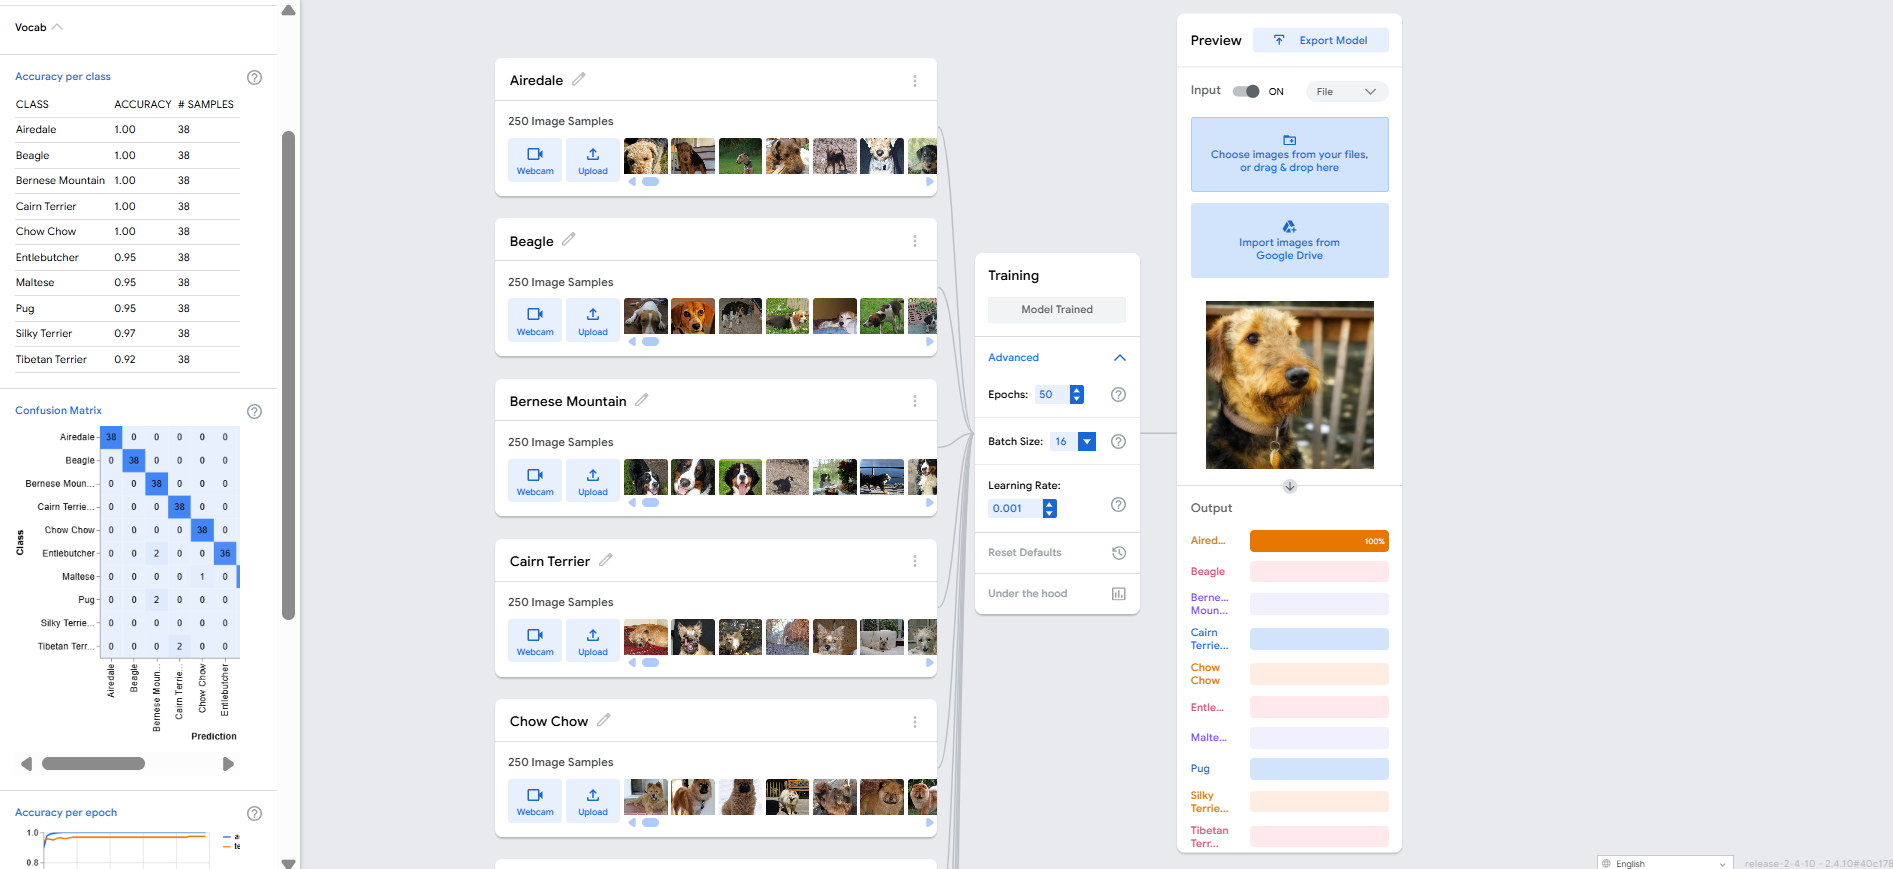 Vocab
Accuracy per class
CLASS ACCURACY # SAMPLES
Airedale 1.00 38
Beagle 1.00 38
Bernese Mountain 1.00 38
Cairn Terrier 1.00 38
Chow Chow 1.00 38
Entlebutcher 0.95 38
Maltese 0.95 38
Pug 0.95 38
Silky Terrier 0.97 38
Tibetan Terrier 0.92 38
Confusion Matrix
Class
Airedale 38 0 0 0 0 0
Beagle 0 38 0 0 0 0
Bernese Moun... 0 0 38 0 0 0
Cairn Terrie... 0 0 0 38 0 0
Chow Chow 0 0 0 0 38 0
Entlebutcher 0 0 2 0 0 36
Maltese 0 0 0 0 1 0
Pug 0 0 2 0 0 0
Silky Terrie... 0 0 0 0 0 0
Tibetan Terr... 0 0 0 2 0 0
Airedale
Beagle
Bernese Moun...
Cairn Terrie...
Chow Chow
Entlebutcher
Prediction
Accuracy per epoch
1.0
0.8
Airedale
250 Image Samples
Webcam Upload
Beagle
250 Image Samples
Webcam Upload
Bernese Mountain
250 Image Samples
Webcam Upload
Cairn Terrier
250 Image Samples
Webcam Upload
Chow Chow
250 Image Samples
Webcam Upload
Training
Model Trained
Advanced
Epochs: 50
Batch Size: 16
Learning Rate:
0.001
Reset Defaults
Under the hood
Preview Export Model
Input ON File
Choose images from your files,
or drag & drop here
Import images from
Google Drive
Output
Aired... 100%
Beagle
Berne...
Moun...
Cairn
Terrie...
Chow
Chow
Entle...
Malte...
Pug
Silky
Terrie...
Tibetan
Terr...
English
release-2-4-10 - 2.4.10#40c178